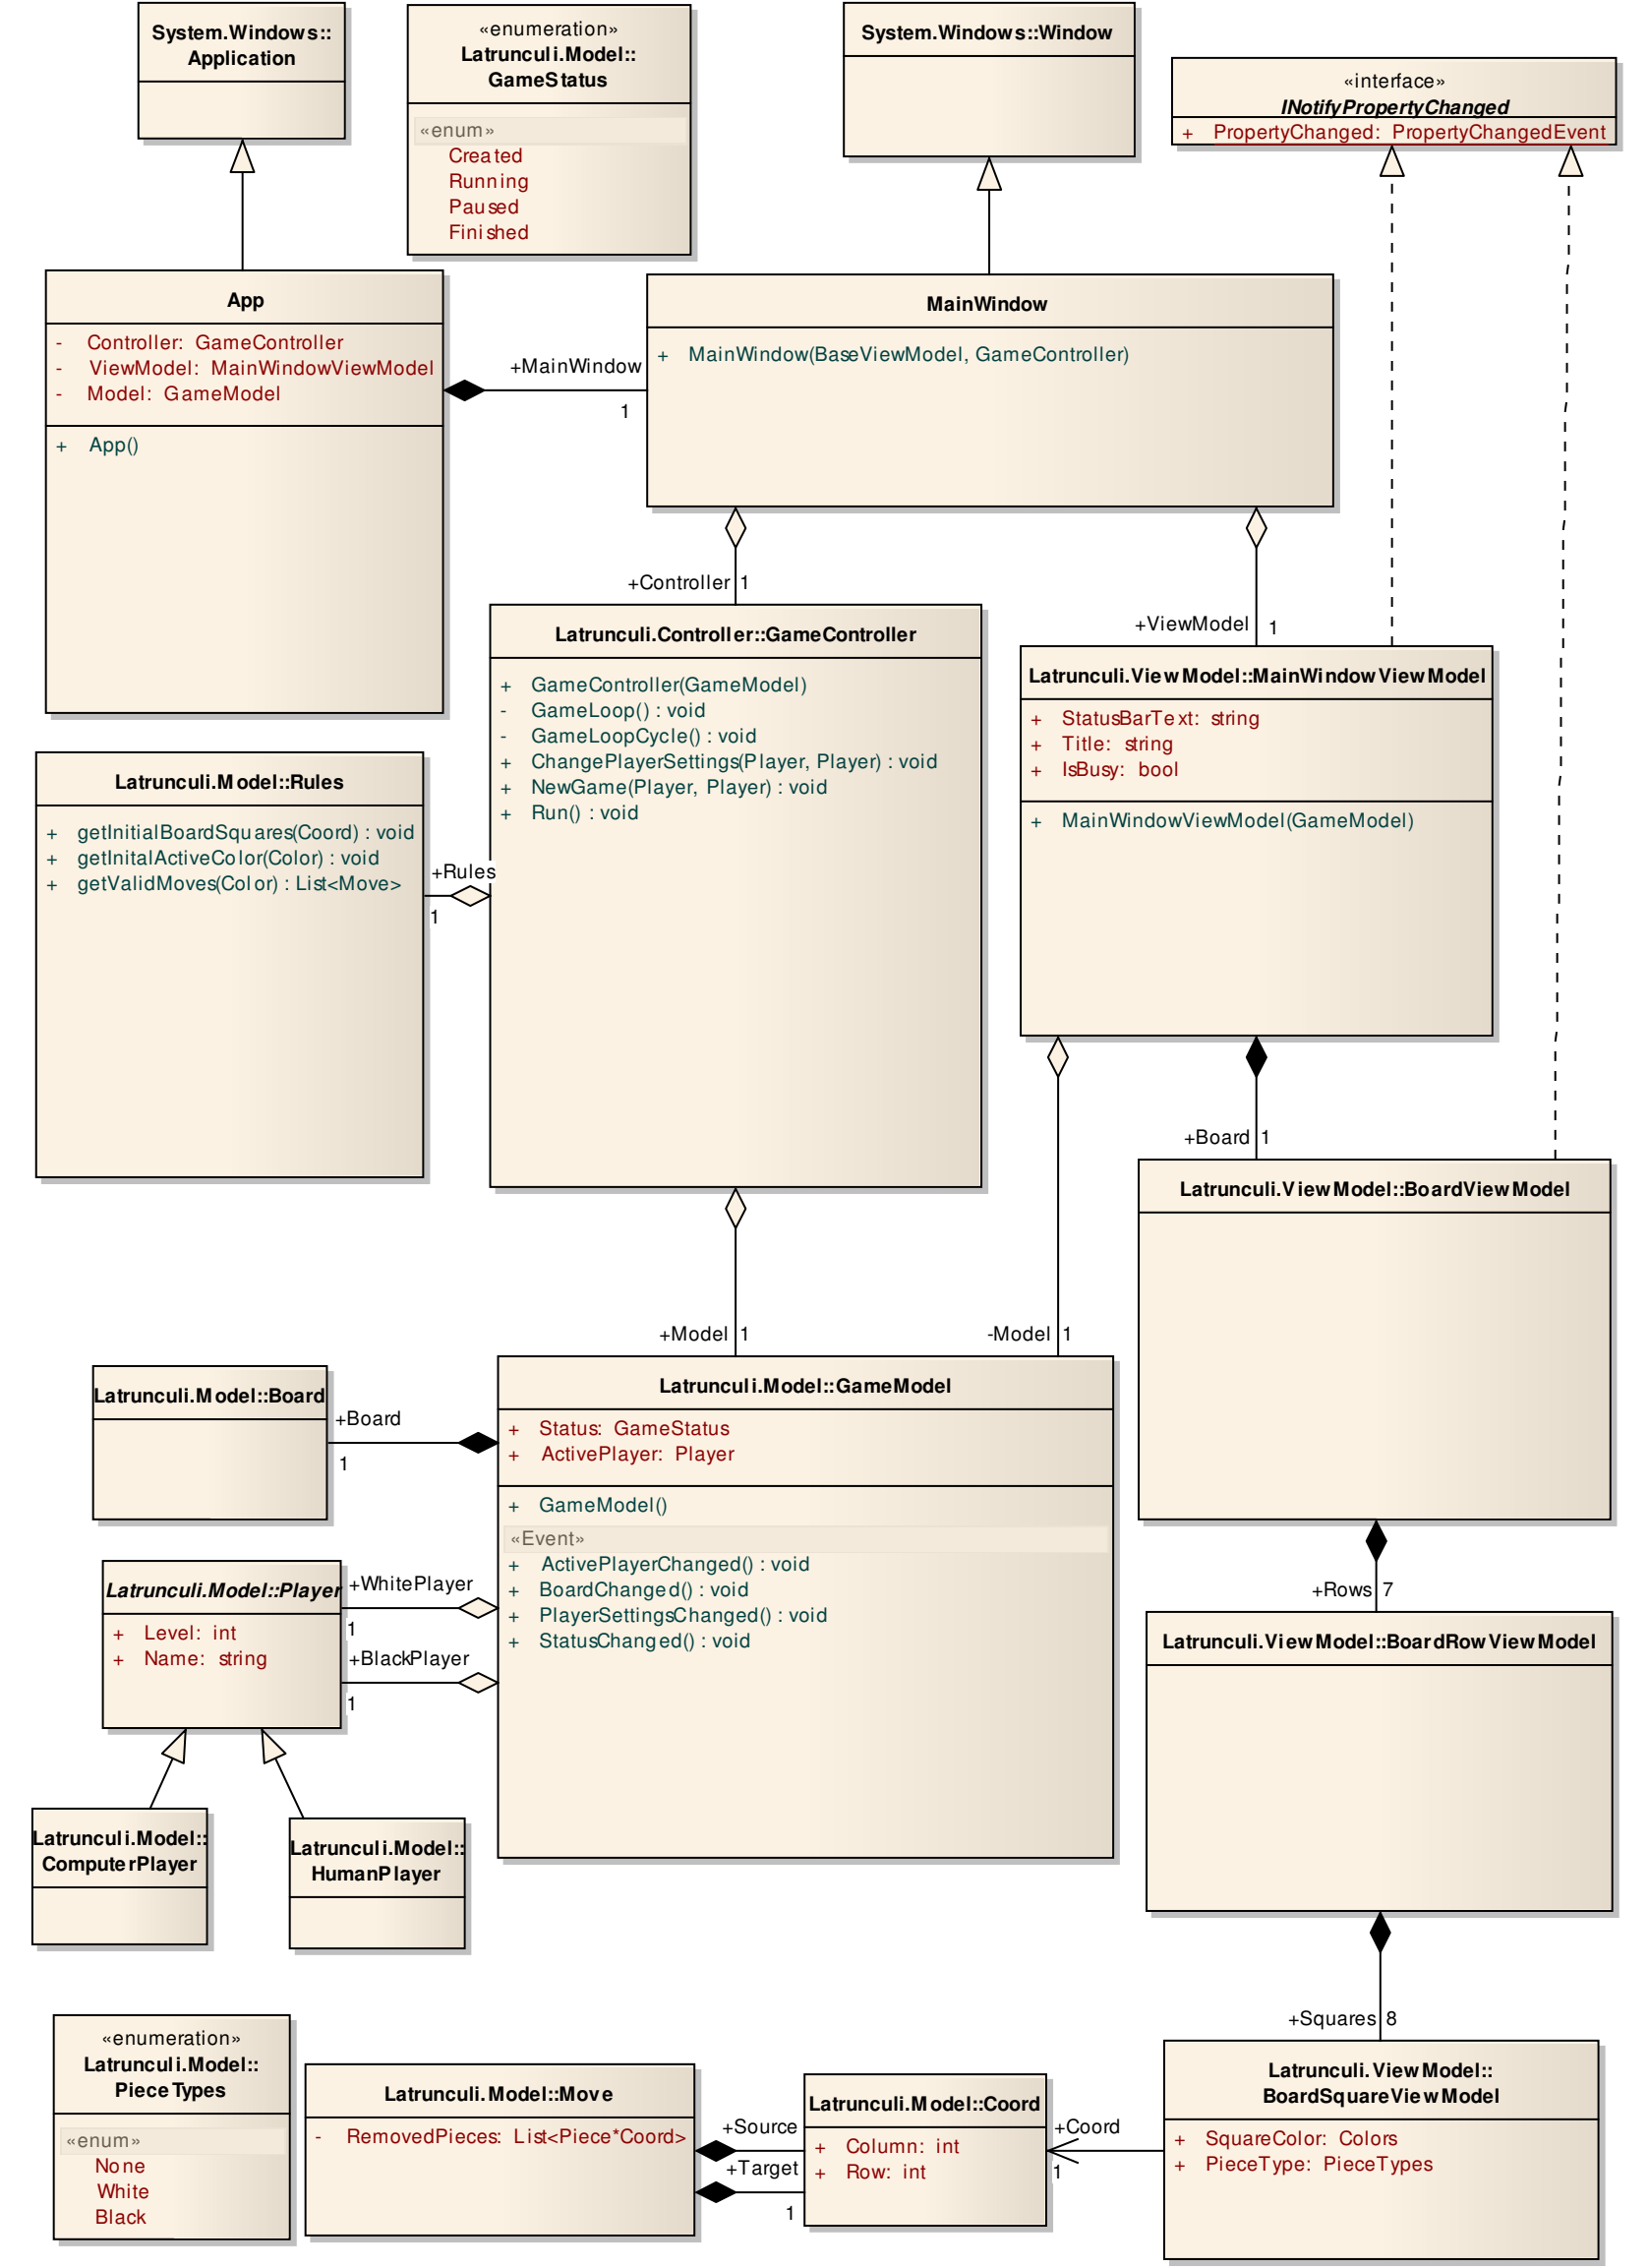 System.Windows::
Application
«enumeration»
Latrunculi.Model::
GameStatus
«enum»
Created
Running
Paused
Finished
System.Windows::Window
«interface»
INotifyPropertyChanged
+ PropertyChanged: PropertyChangedEvent
App
- Controller: GameController
- ViewModel: MainWindowViewModel
- Model: GameModel
+ App()
+MainWindow
1
MainWindow
+ MainWindow(BaseViewModel, GameController)
+Controller 1
+ViewModel 1
Latrunculi.Controller::GameController
+ GameController(GameModel)
- GameLoop() : void
- GameLoopCycle() : void
+ ChangePlayerSettings(Player, Player) : void
+ NewGame(Player, Player) : void
+ Run() : void
Latrunculi.ViewModel::MainWindowViewModel
+ StatusBarText: string
+ Title: string
+ IsBusy: bool
+ MainWindowViewModel(GameModel)
Latrunculi.Model::Rules
+ getInitialBoardSquares(Coord) : void
+ getInitalActiveColor(Color) : void
+ getValidMoves(Color) : List<Move>
+Rules
1
+Board 1
Latrunculi.ViewModel::BoardViewModel
+Model 1
-Model 1
Latrunculi.Model::Board
+Board
1
Latrunculi.Model::GameModel
+ Status: GameStatus
+ ActivePlayer: Player
+ GameModel()
«Event»
+ ActivePlayerChanged() : void
+ BoardChanged() : void
+ PlayerSettingsChanged() : void
+ StatusChanged() : void
Latrunculi.Model::Player
+ Level: int
+ Name: string
+WhitePlayer
1
+BlackPlayer
1
+Rows 7
Latrunculi.ViewModel::BoardRowViewModel
Latrunculi.Model::
ComputerPlayer
Latrunculi.Model::
HumanPlayer
+Squares 8
«enumeration»
Latrunculi.Model::
PieceTypes
«enum»
None
White
Black
Latrunculi.Model::Move
- RemovedPieces: List<Piece*Coord>
+Source
+Target
1
Latrunculi.Model::Coord
+ Column: int
+ Row: int
+Coord
1
Latrunculi.ViewModel::
BoardSquareViewModel
+ SquareColor: Colors
+ PieceType: PieceTypes